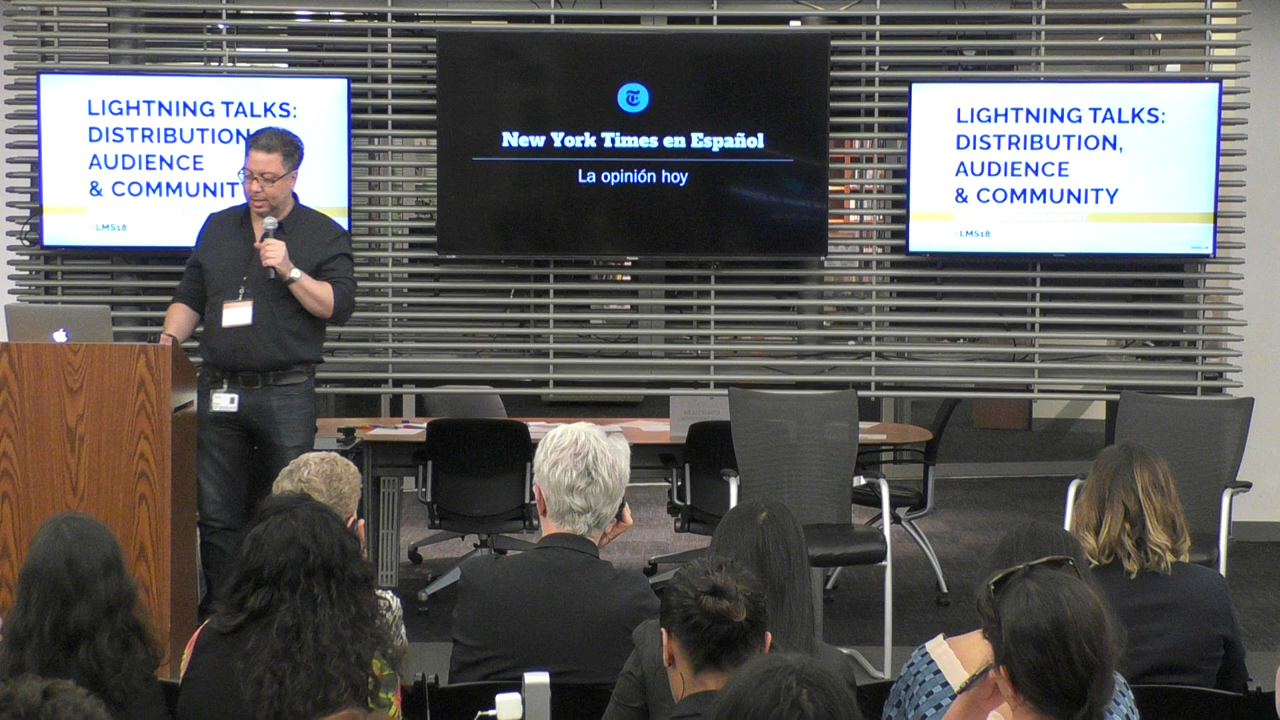 LIGHTNING TALKS:
DISTRIBUTION
AUDIENCE
& COMMUNITY
#LMS18
New York Times en Español
La opinión hoy
LIGHTNING TALKS:
DISTRIBUTION,
AUDIENCE
& COMMUNITY
#LMS18